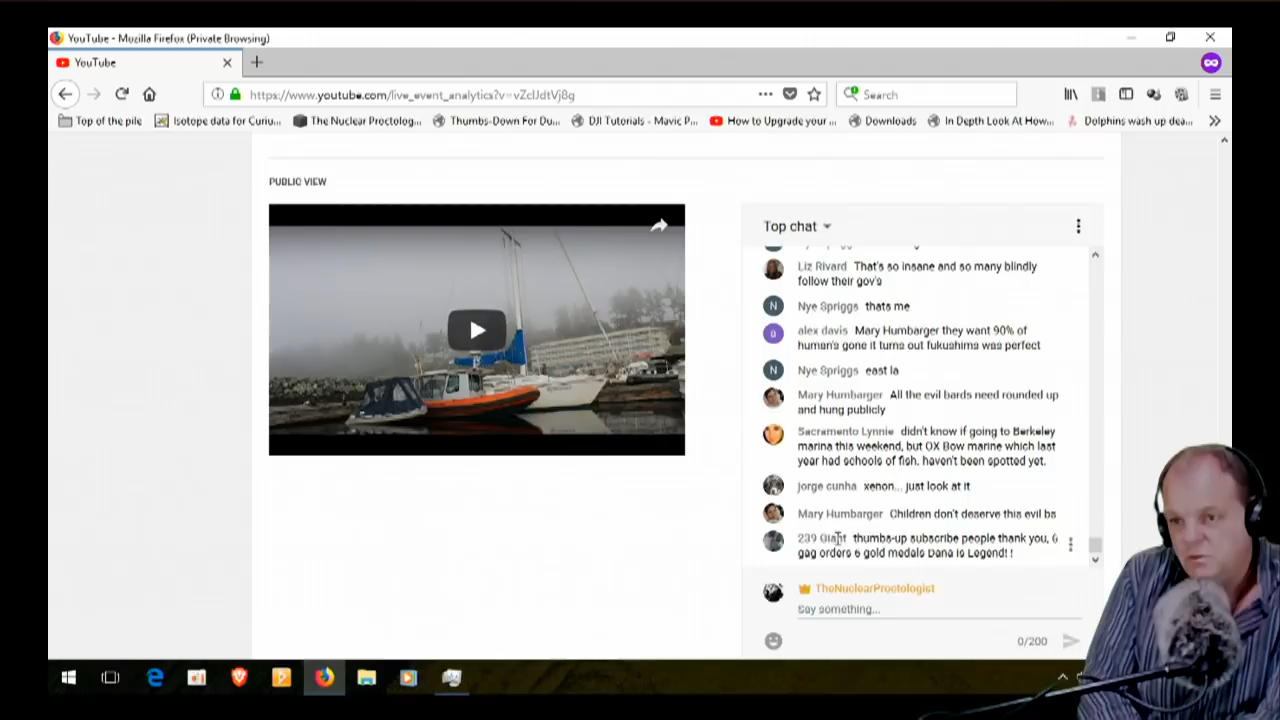 YouTube - Mozilla Firefox (Private Browsing)
YouTube
https://www.youtube.com/live_event_analytics?v=vZclJdtVj8g
Search
Top of the pile
Isotope data for Curiu...
The Nuclear Proctolog...
Thumbs-Down For Du...
DJI Tutorials - Mavic P...
How to Upgrade your ...
Downloads
In Depth Look At How...
Dolphins wash up dea...
PUBLIC VIEW
Top chat
Liz Rivard That's so insane and so many blindly
follow their gov's
N
Nye Spriggs thats me
alex davis Mary Humbarger they want 90% of
human's gone it turns out fukushima was perfect
N
Nye Spriggs east la
Mary Humbarger All the evil bards need rounded up
and hung publicly
Sacramento Lynnie didn't know if going to Berkeley
marina this weekend, but OX Bow marine which last
year had schools of fish. haven't been spotted yet.
jorge cunha xenon... just look at it
Mary Humbarger Children don't deserve this evil bs
239 Giant thumbs-up subscribe people thank you, 6
gag orders 6 gold medals Dana is Legend! !
TheNuclearProctologist
Say something...
0/200